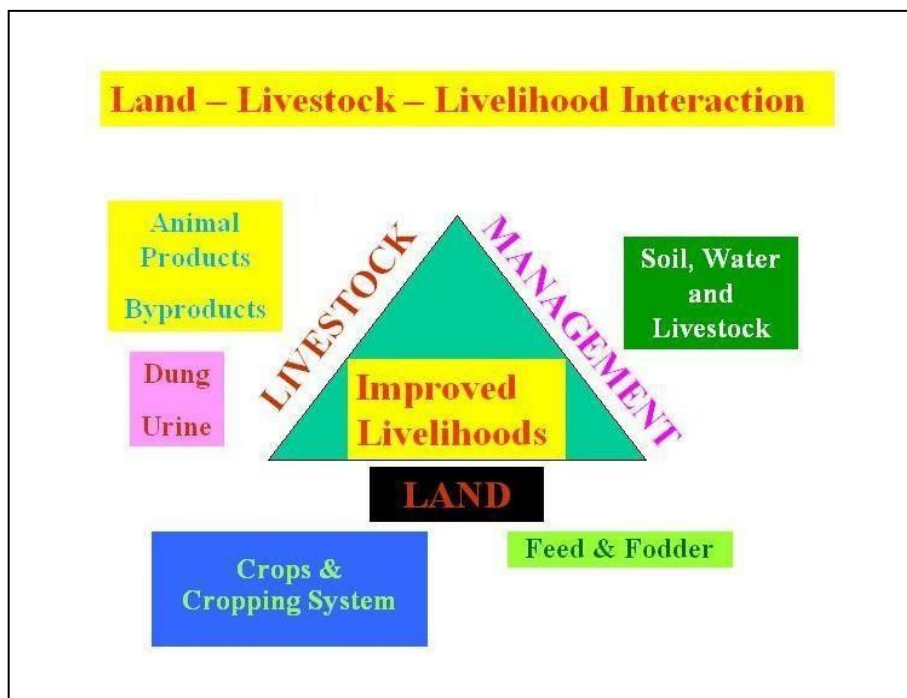 Land – Livestock – Livelihood Interaction
Animal
Products
Byproducts
Dung
Urine
LIVESTOCK
MANAGEMENT
Soil, Water
and
Livestock
Improved
Livelihoods
LAND
Crops &
Cropping System
Feed & Fodder